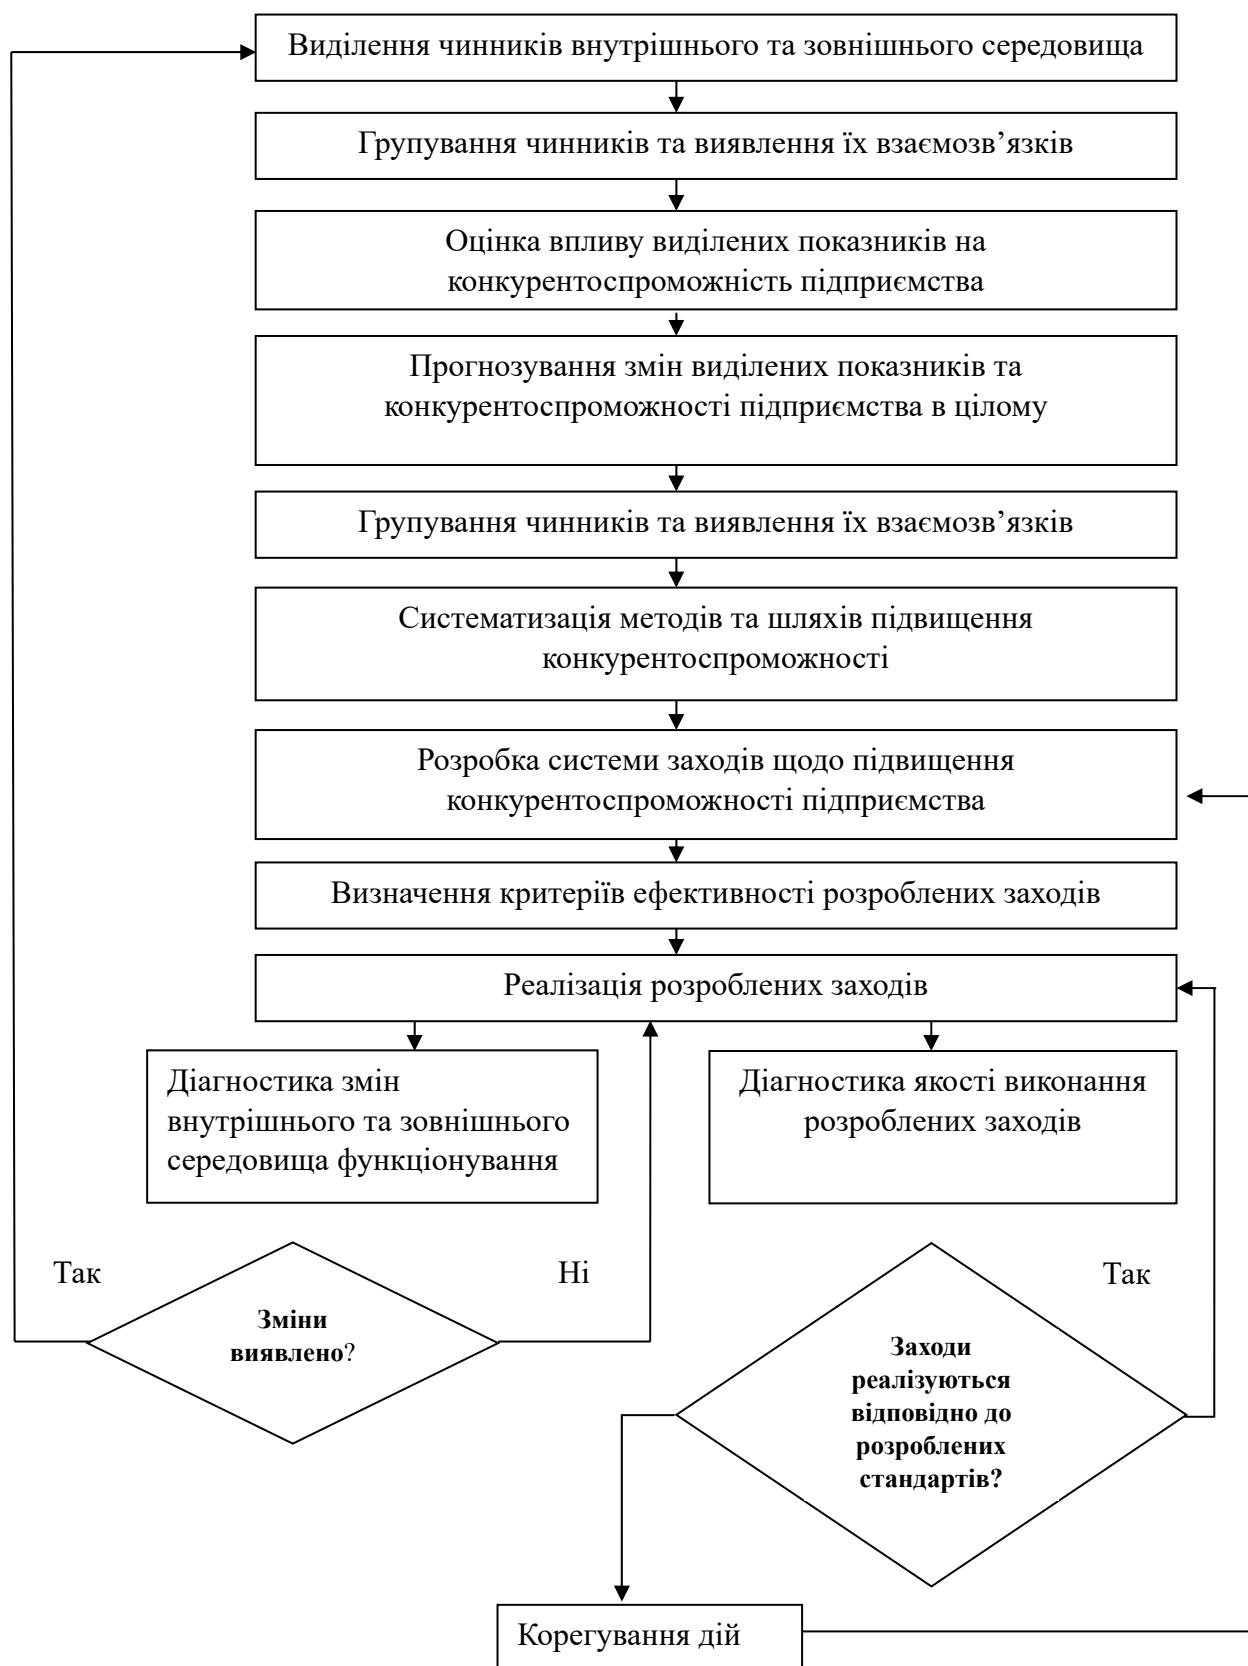 Виділення чинників внутрішнього та зовнішнього середовища
Групування чинників та виявлення їх взаємозв’язків
Оцінка впливу виділених показників на
конкурентоспроможність підприємства
Прогнозування змін виділених показників та
конкурентоспроможності підприємства в цілому
Групування чинників та виявлення їх взаємозв’язків
Систематизація методів та шляхів підвищення
конкурентоспроможності
Розробка системи заходів щодо підвищення
конкурентоспроможності підприємства
Визначення критеріїв ефективності розроблених заходів
Реалізація розроблених заходів
Діагностика змін
внутрішнього та зовнішнього
середовища функціонування
Діагностика якості виконання
розроблених заходів
Так
Ні
Зміни
виявлено?
Так
Заходи
реалізуються
відповідно до
розроблених
стандартів?
Корегування дій